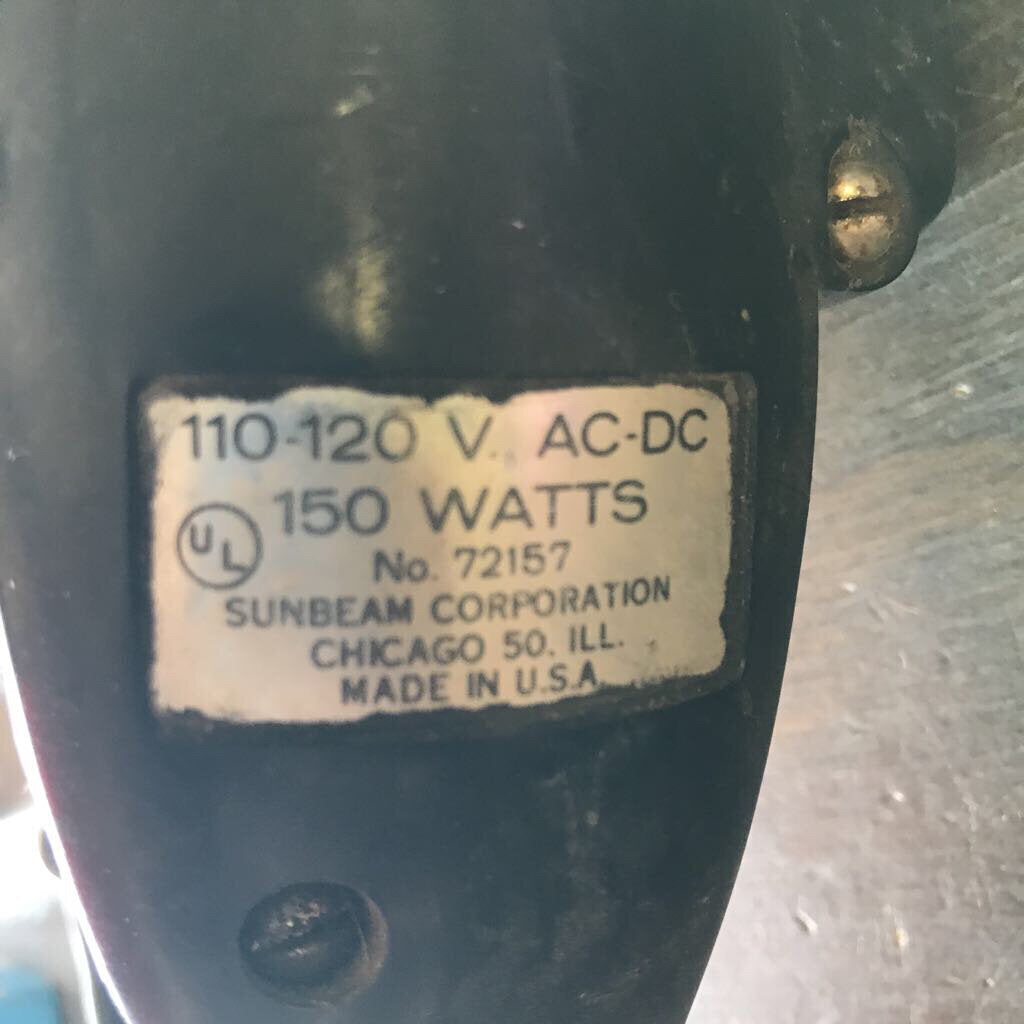 110-120 V. AC-DC
UL 150 WATTS
No. 72157
SUNBEAM CORPORATION
CHICAGO 50. ILL.
MADE IN U.S.A.